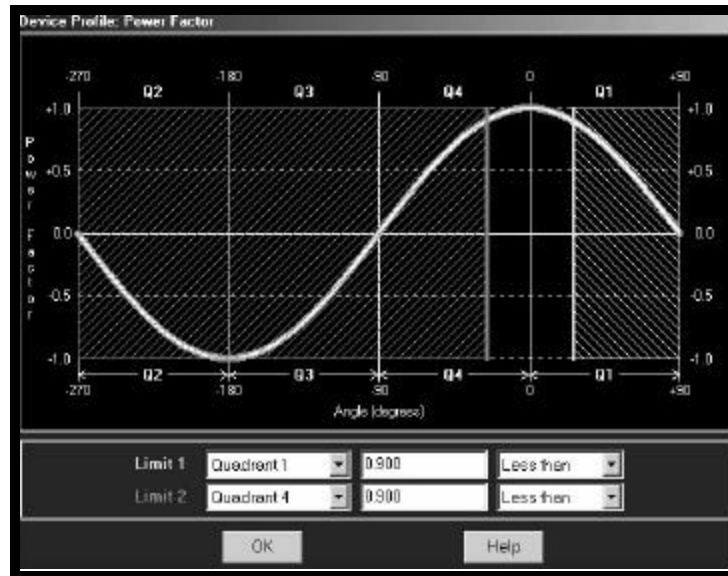 Device Profile: Power Factor
-270 -180 -90 0 +90
Q2 Q3 Q4 Q1
+1.0 +1.0
+0.5 +0.5
0.0 0.0
-0.5 -0.5
-1.0 -1.0
Power Factor
Q2 Q3 Q4 Q1
-270 -180 -90 0 +90
Angle (degrees)
Limit 1 Quadrant 1 0.900 Less than
Limit 2 Quadrant 4 0.900 Less than
OK Help